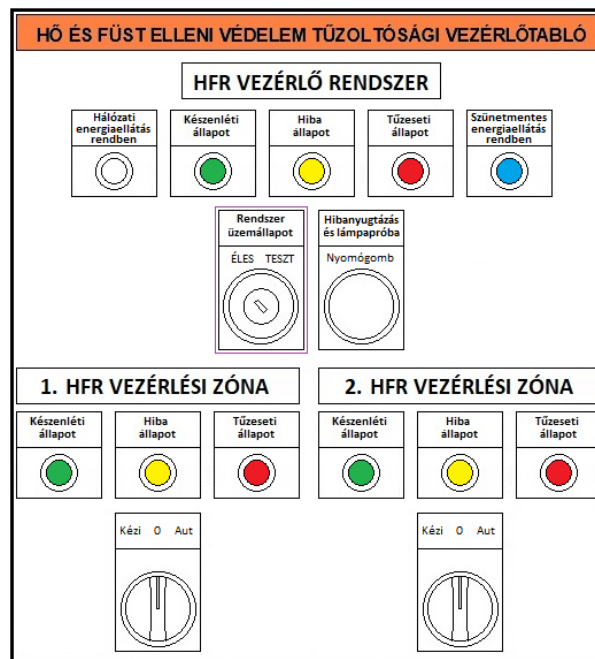 HŐ ÉS FÜST ELLENI VÉDELEM TŰZOLTÓSÁGI VEZÉRLŐTABLÓ
HFR VEZÉRLŐ RENDSZER
Hálózati
energiaellátás
rendben
Készenléti
állapot
Hiba
állapot
Tűzeseti
állapot
Szünetmentes
energiaellátás
rendben
Rendszer
üzemállapot
ÉLES TESZT
Hibanyugtázás
és lámpapróba
Nyomógomb
1. HFR VEZÉRLÉSI ZÓNA
Készenléti
állapot
Hiba
állapot
Tűzeseti
állapot
Kézi 0 Aut
2. HFR VEZÉRLÉSI ZÓNA
Készenléti
állapot
Hiba
állapot
Tűzeseti
állapot
Kézi 0 Aut